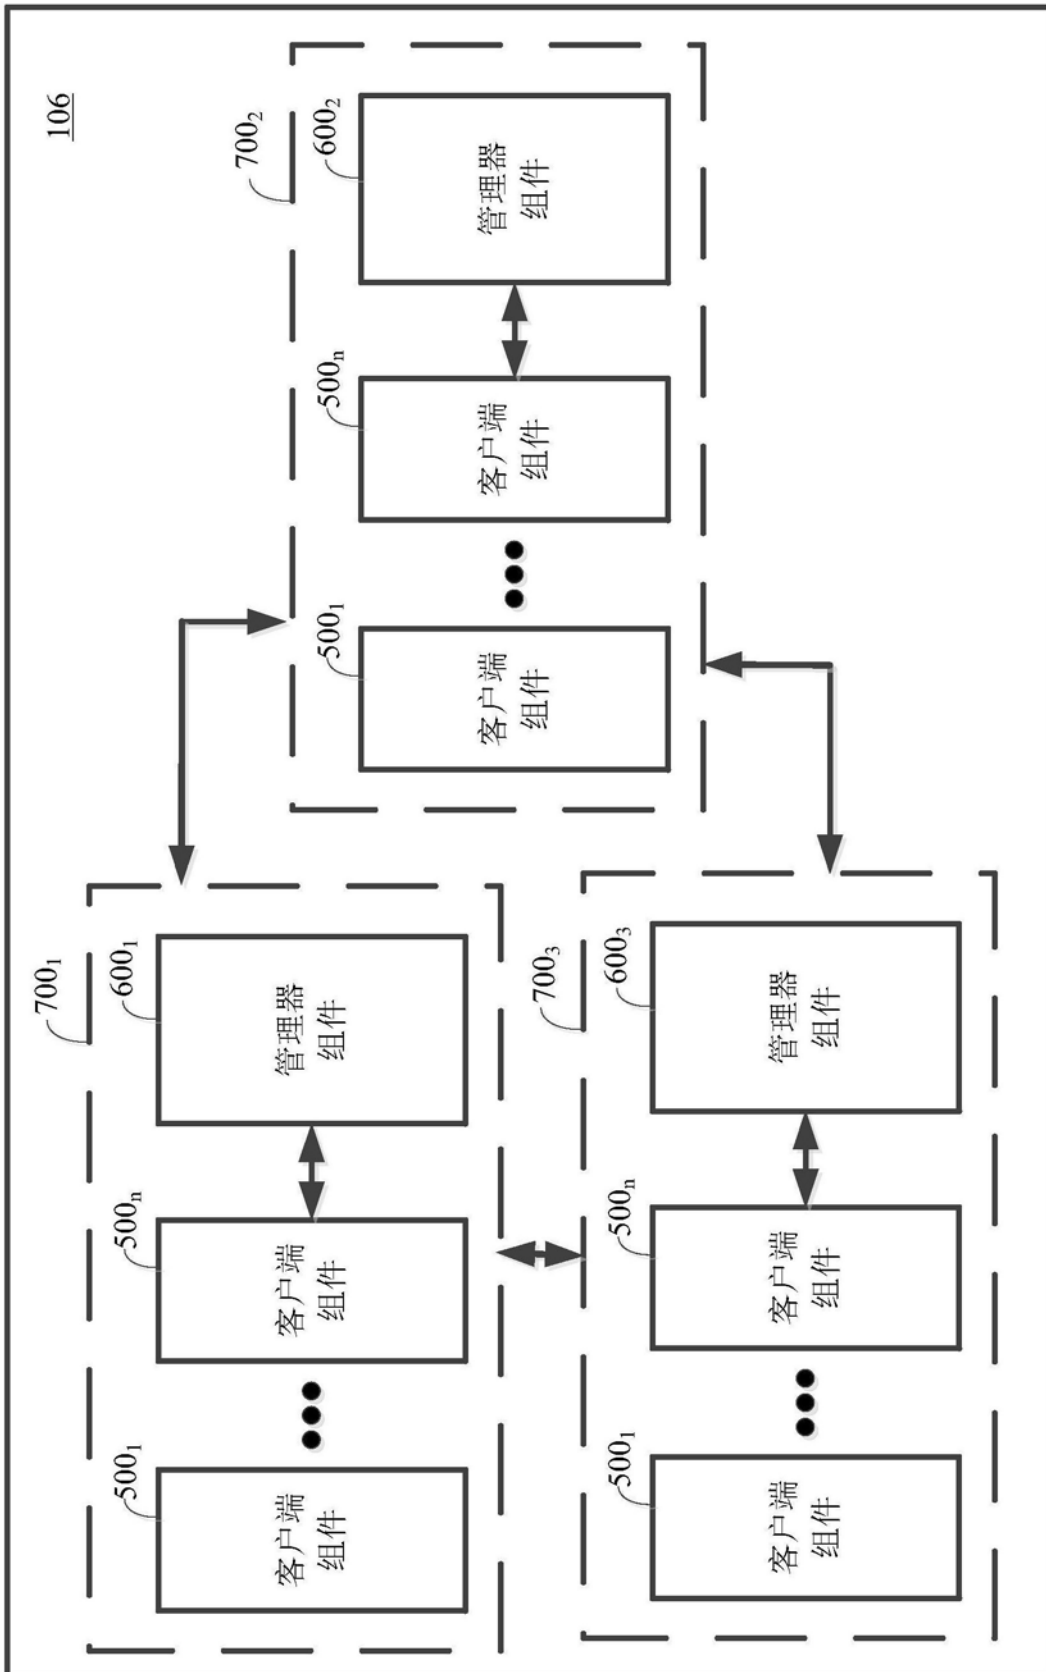 106
700₁
500₁
客户端
组件
500ₙ
客户端
组件
600₁
管理器
组件
700₂
500₁
客户端
组件
500ₙ
客户端
组件
600₂
管理器
组件
700₃
500₁
客户端
组件
500ₙ
客户端
组件
600₃
管理器
组件